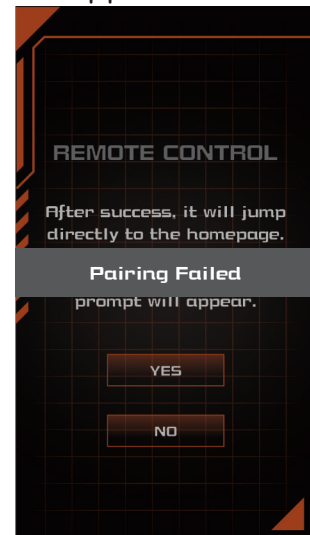 REMOTE CONTROL
After success, it will jump
directly to the homepage.
Pairing Failed
prompt will appear.
YES
NO